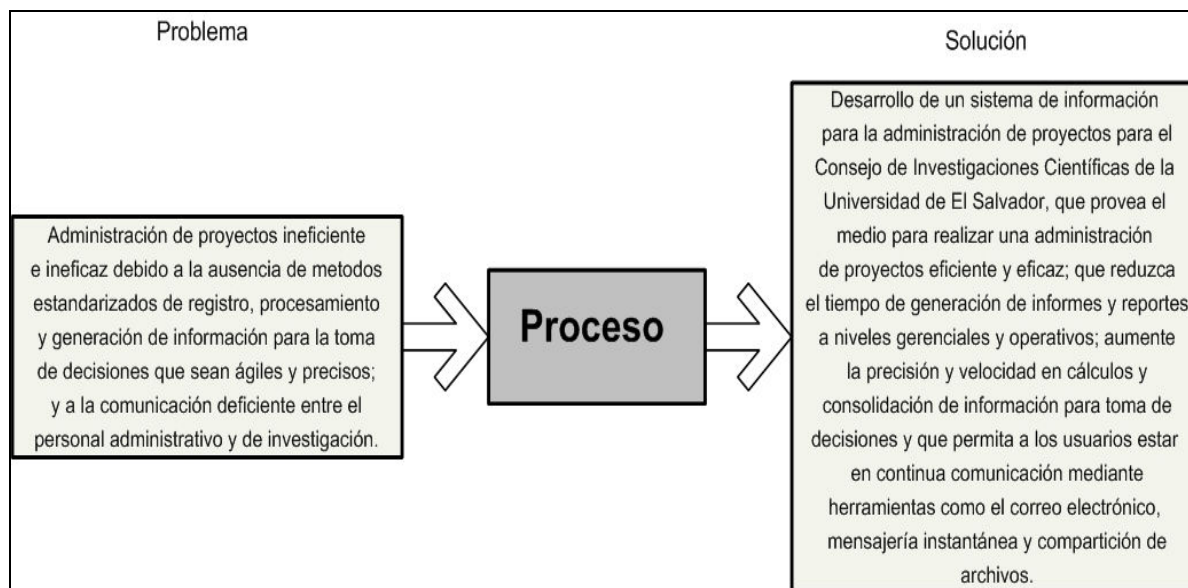 Problema
Administración de proyectos ineficiente
e ineficaz debido a la ausencia de metodos
estandarizados de registro, procesamiento
y generación de información para la toma
de decisiones que sean ágiles y precisos;
y a la comunicación deficiente entre el
personal administrativo y de investigación.
Proceso
Solución
Desarrollo de un sistema de información
para la administración de proyectos para el
Consejo de Investigaciones Científicas de la
Universidad de El Salvador, que provea el
medio para realizar una administración
de proyectos eficiente y eficaz; que reduzca
el tiempo de generación de informes y reportes
a niveles gerenciales y operativos; aumente
la precisión y velocidad en cálculos y
consolidación de información para toma de
decisiones y que permita a los usuarios estar
en continua comunicación mediante
herramientas como el correo electrónico,
mensajería instantánea y compartición de
archivos.